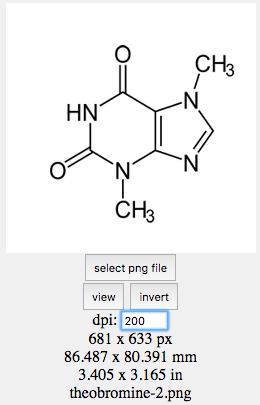 O
CH₃
N
HN
O
N
N
CH₃
select png file
view invert
dpi: 200
681 x 633 px
86.487 x 80.391 mm
3.405 x 3.165 in
theobromine-2.png